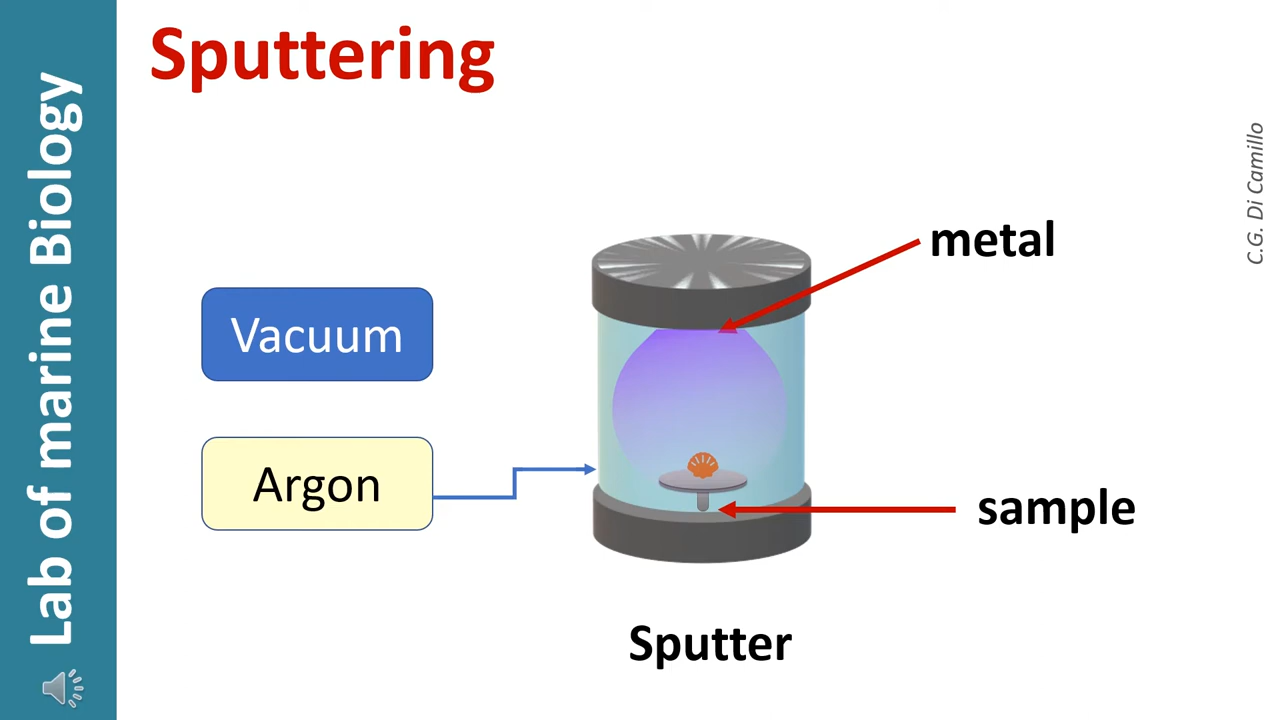 Sputtering
Lab of marine Biology
C.G. Di Camillo
metal
Vacuum
Argon
sample
Sputter